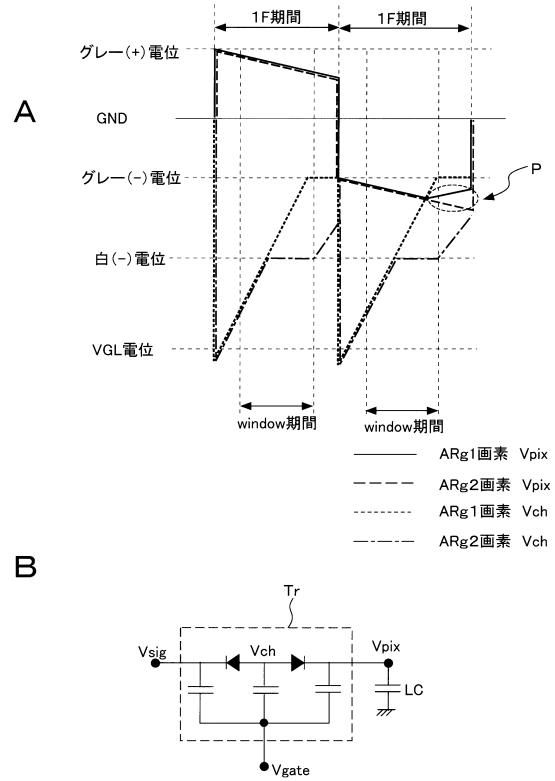 1F期間
1F期間
グレー(+)電位
A
GND
グレー(-)電位
P
白(-)電位
VGL電位
window期間
window期間
ARg1画素 Vpix
ARg2画素 Vpix
ARg1画素 Vch
ARg2画素 Vch
B
Tr
Vsig
Vch
Vpix
LC
Vgate